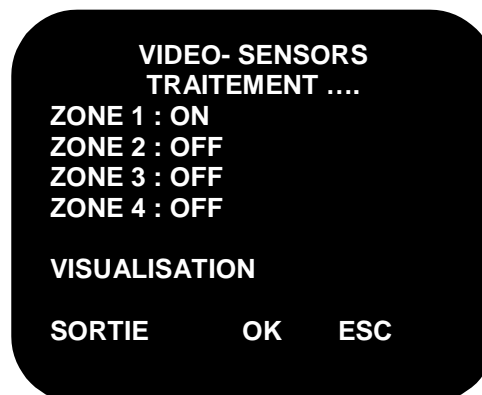 VIDEO- SENSORS
TRAITEMENT ....
ZONE 1 : ON
ZONE 2 : OFF
ZONE 3 : OFF
ZONE 4 : OFF
VISUALISATION
SORTIE OK ESC